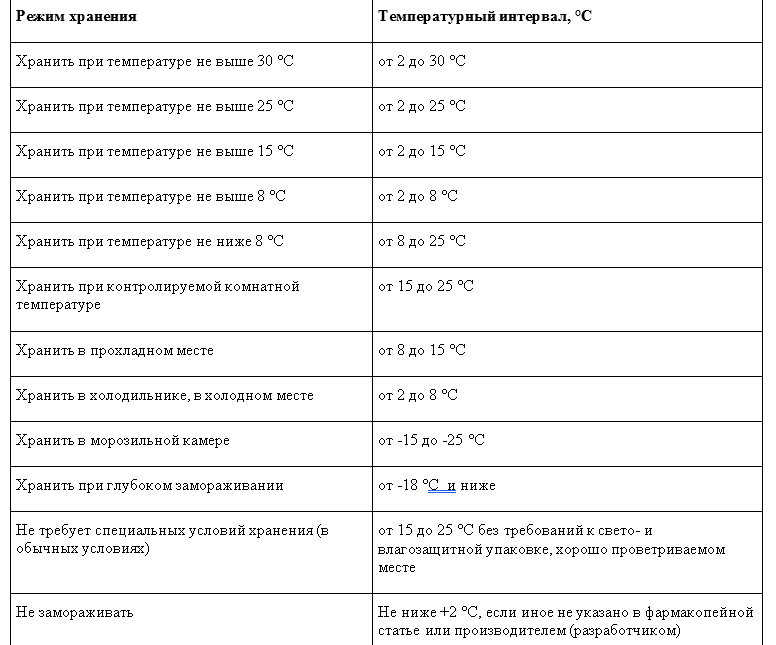 Режим хранения
Температурный интервал, °С
Хранить при температуре не выше 30 °С
от 2 до 30 °С
Хранить при температуре не выше 25 °С
от 2 до 25 °С
Хранить при температуре не выше 15 °С
от 2 до 15 °С
Хранить при температуре не выше 8 °С
от 2 до 8 °С
Хранить при температуре не ниже 8 °С
от 8 до 25 °С
Хранить при контролируемой комнатной
температуре
от 15 до 25 °С
Хранить в прохладном месте
от 8 до 15 °С
Хранить в холодильнике, в холодном месте
от 2 до 8 °С
Хранить в морозильной камере
от -15 до -25 °С
Хранить при глубоком замораживании
от -18 °С и ниже
Не требует специальных условий хранения (в
обычных условиях)
от 15 до 25 °С без требований к свето- и
влагозащитной упаковке, хорошо проветриваемом
месте
Не замораживать
Не ниже +2 °С, если иное не указано в фармакопейной
статье или производителем (разработчиком)